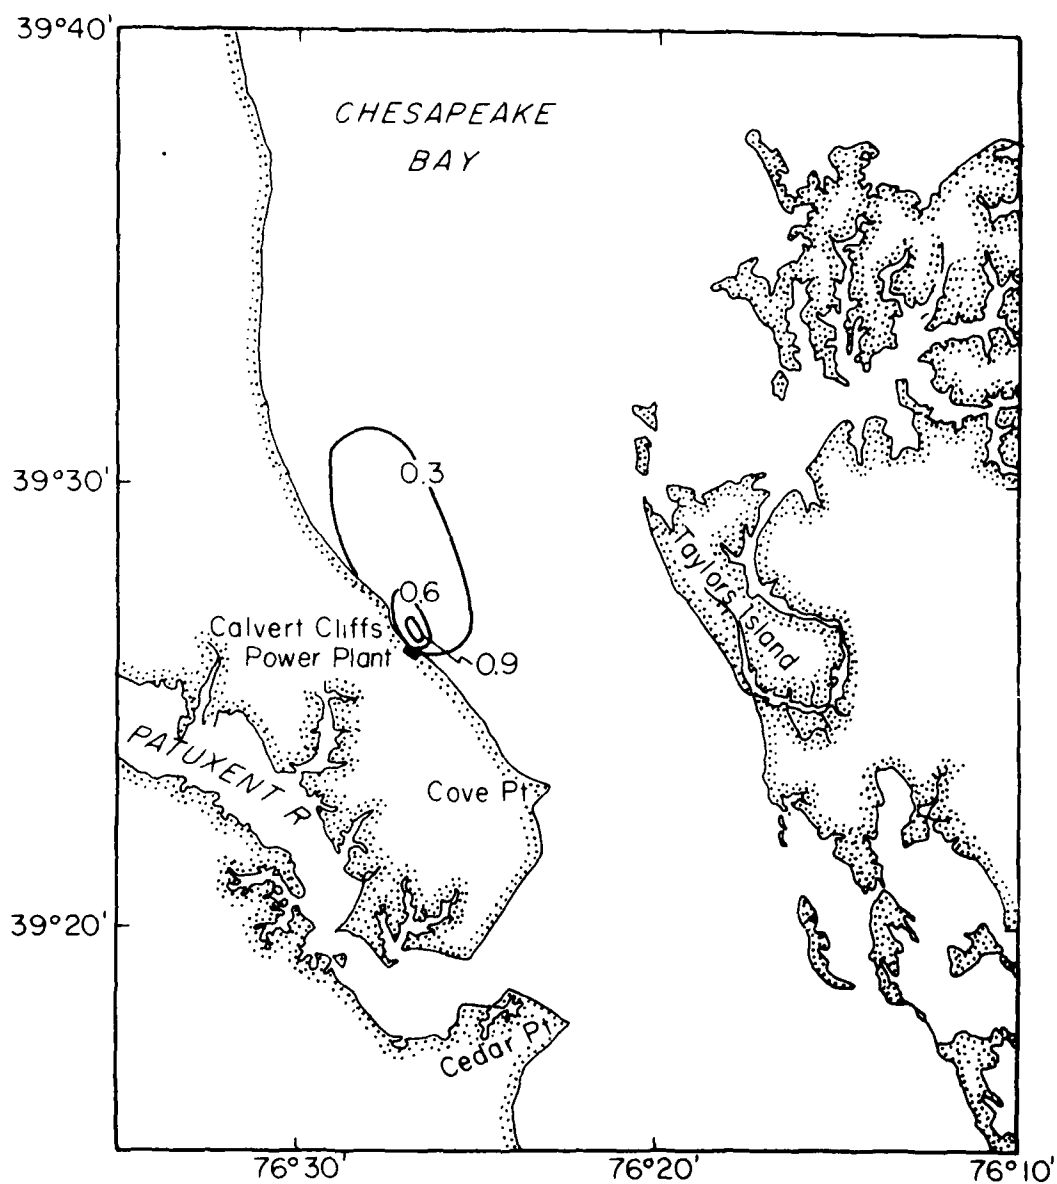 39°40'
CHESAPEAKE
BAY
39°30'
0.3
0.6
Calvert Cliffs
Power Plant
0.9
Taylors Island
PATUXENT R
Cove Pt
39°20'
Cedar Pt
76°30'
76°20'
76°10'